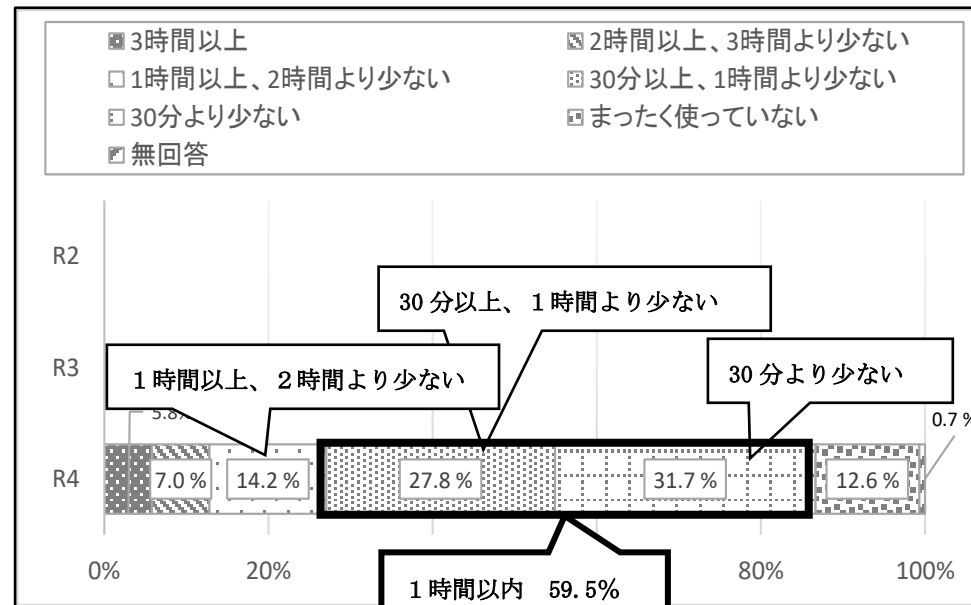 3時間以上
2時間以上、3時間より少ない
1時間以上、2時間より少ない
30分以上、1時間より少ない
30分より少ない
まったく使っていない
無回答
R2
30 分以上、１時間より少ない
R3
１時間以上、２時間より少ない
30 分より少ない
5.8%
0.7 %
R4
7.0 %
14.2 %
27.8 %
31.7 %
12.6 %
0%
20%
80%
100%
１時間以内　59.5%